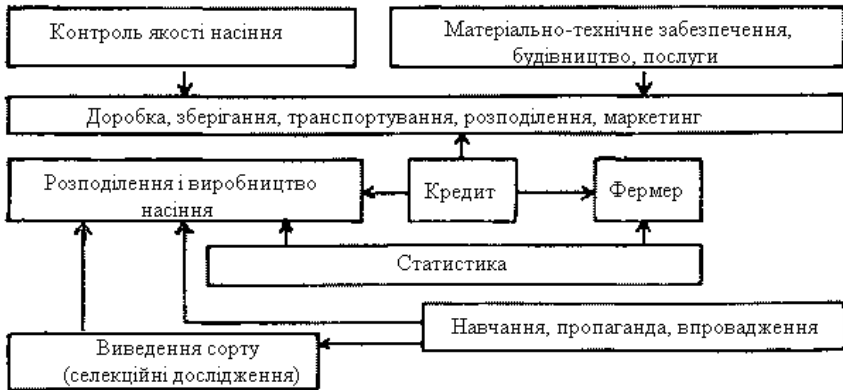 Контроль якості насіння
Матеріально-технічне забезпечення,
будівництво, послуги
Доробка, зберігання, транспортування, розподілення, маркетинг
Розподілення і виробництво
насіння
Кредит
Фермер
Статистика
Навчання, пропаганда, впровадження
Виведення сорту
(селекційні дослідження)